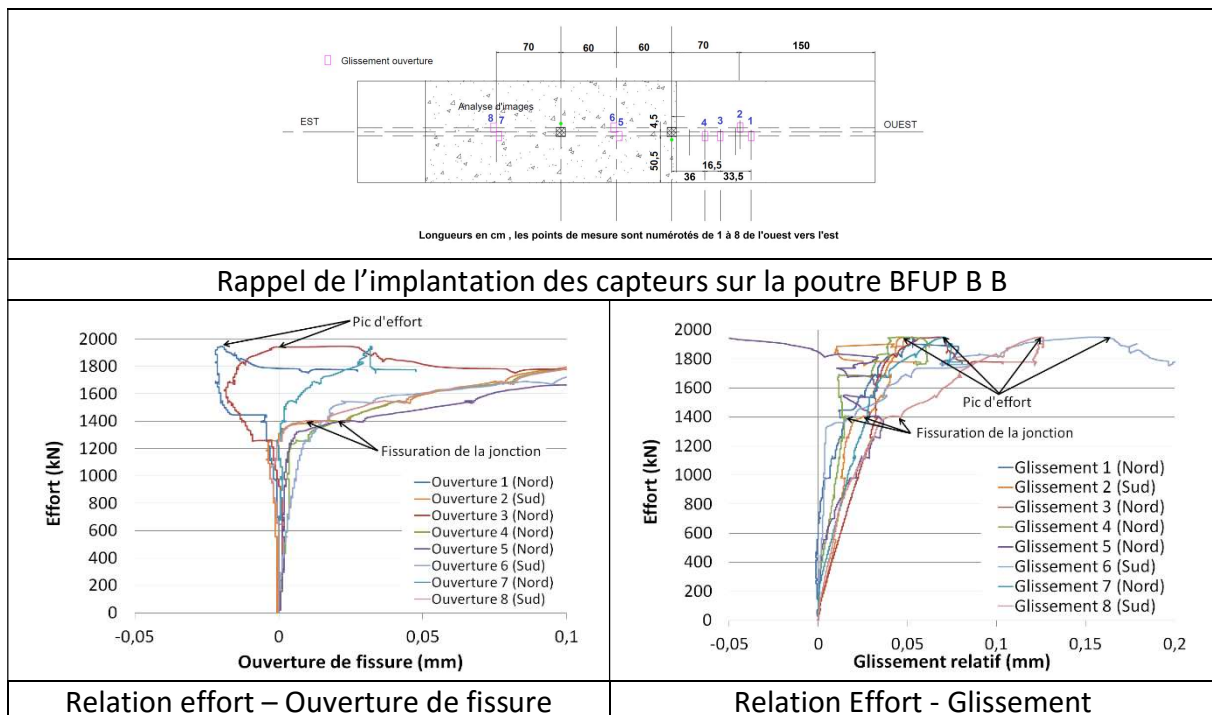 70 60 60 70 150
Glissement ouverture
Analyse d'images
EST
8 7 6 5 4 3 2 1
OUEST
4,5
50,5
16,5
36 33,5
Longueurs en cm , les points de mesure sont numérotés de 1 à 8 de l'ouest vers l'est
Rappel de l'implantation des capteurs sur la poutre BFUP B B
Effort (kN)
2000
1800
1600
1400
1200
1000
800
600
400
200
0
Pic d'effort
Fissuration de la jonction
Ouverture 1 (Nord)
Ouverture 2 (Sud)
Ouverture 3 (Nord)
Ouverture 4 (Nord)
Ouverture 5 (Nord)
Ouverture 6 (Sud)
Ouverture 7 (Nord)
Ouverture 8 (Sud)
-0,05 0 0,05 0,1
Ouverture de fissure (mm)
Relation effort – Ouverture de fissure
Effort (kN)
2000
1800
1600
1400
1200
1000
800
600
400
200
0
Pic d'effort
Fissuration de la jonction
Glissement 1 (Nord)
Glissement 2 (Sud)
Glissement 3 (Nord)
Glissement 4 (Nord)
Glissement 5 (Nord)
Glissement 6 (Sud)
Glissement 7 (Nord)
Glissement 8 (Sud)
-0,05 0 0,05 0,1 0,15 0,2
Glissement relatif (mm)
Relation Effort - Glissement